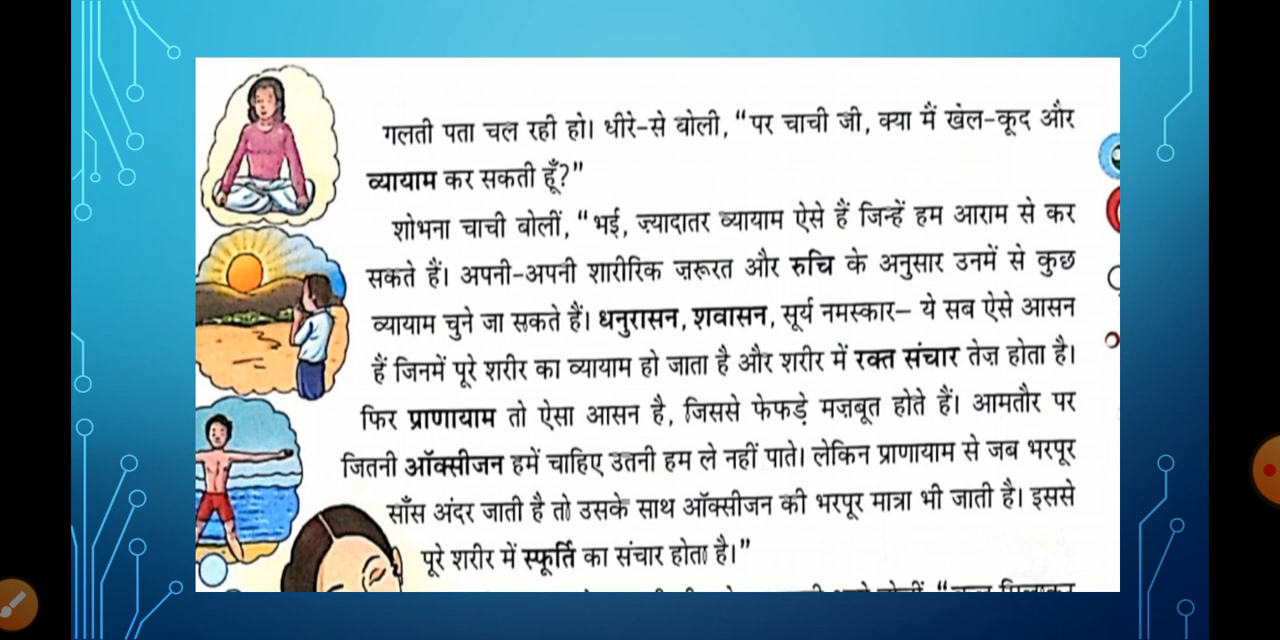 गलती पता चल रही हो। धीरे-से बोली, “पर चाची जी, क्या मैं खेल-कूद और
व्यायाम कर सकती हूँ?”
शोभना चाची बोलीं, “भई, ज़्यादातर व्यायाम ऐसे हैं जिन्हें हम आराम से कर
सकते हैं। अपनी-अपनी शारीरिक ज़रूरत और रुचि के अनुसार उनमें से कुछ
व्यायाम चुने जा सकते हैं। धनुरासन, शवासन, सूर्य नमस्कार– ये सब ऐसे आसन
हैं जिनमें पूरे शरीर का व्यायाम हो जाता है और शरीर में रक्त संचार तेज़ होता है।
फिर प्राणायाम तो ऐसा आसन है, जिससे फेफड़े मज़बूत होते हैं। आमतौर पर
जितनी ऑक्सीजन हमें चाहिए उतनी हम ले नहीं पाते। लेकिन प्राणायाम से जब भरपूर
साँस अंदर जाती है तो उसके साथ ऑक्सीजन की भरपूर मात्रा भी जाती है। इससे
पूरे शरीर में स्फूर्ति का संचार होता है।”